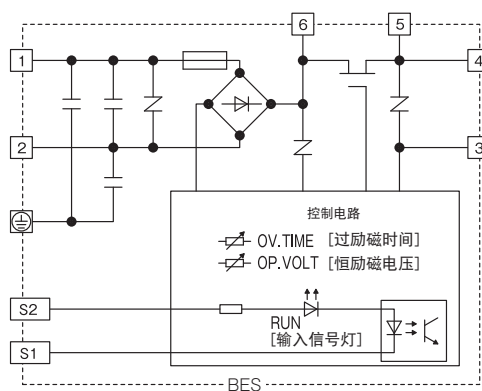 6 5
1 4
2 3
控制电路
OV.TIME [过励磁时间]
OP.VOLT [恒励磁电压]
S2
RUN
[输入信号灯]
S1
BES